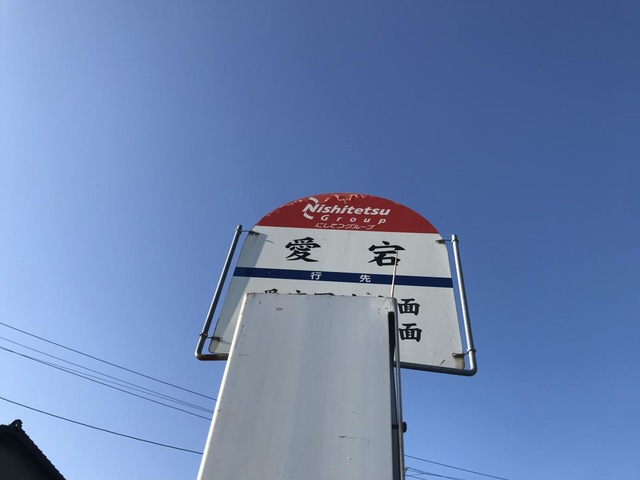 Nishitetsu
Group
にしてつグループ
愛宕
行先
面
面